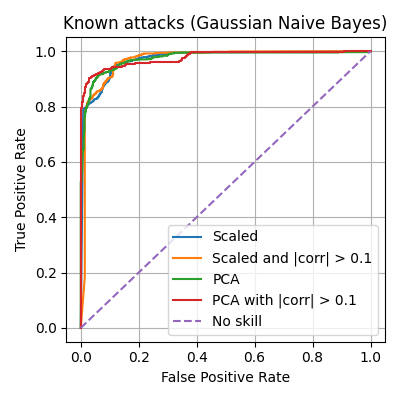 Known attacks (Gaussian Naive Bayes)
True Positive Rate
1.0
0.8
0.6
0.4
0.2
0.0
Scaled
Scaled and |corr| > 0.1
PCA
PCA with |corr| > 0.1
No skill
0.0 0.2 0.4 0.6 0.8 1.0
False Positive Rate